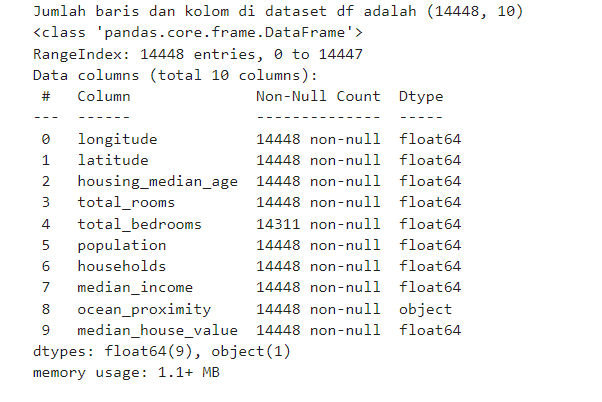 Jumlah baris dan kolom di dataset df adalah (14448, 10)
<class 'pandas.core.frame.DataFrame'>
RangeIndex: 14448 entries, 0 to 14447
Data columns (total 10 columns):
 #   Column              Non-Null Count  Dtype
---  ------              --------------  -----
 0   longitude           14448 non-null  float64
 1   latitude            14448 non-null  float64
 2   housing_median_age  14448 non-null  float64
 3   total_rooms         14448 non-null  float64
 4   total_bedrooms      14311 non-null  float64
 5   population          14448 non-null  float64
 6   households          14448 non-null  float64
 7   median_income       14448 non-null  float64
 8   ocean_proximity     14448 non-null  object
 9   median_house_value  14448 non-null  float64
dtypes: float64(9), object(1)
memory usage: 1.1+ MB